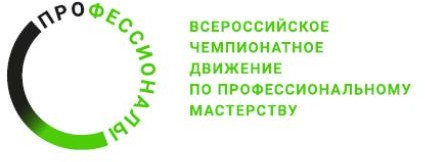 ПРОФЕССИОНАЛЫ
ВСЕРОССИЙСКОЕ
ЧЕМПИОНАТНОЕ
ДВИЖЕНИЕ
ПО ПРОФЕССИОНАЛЬНОМУ
МАСТЕРСТВУ